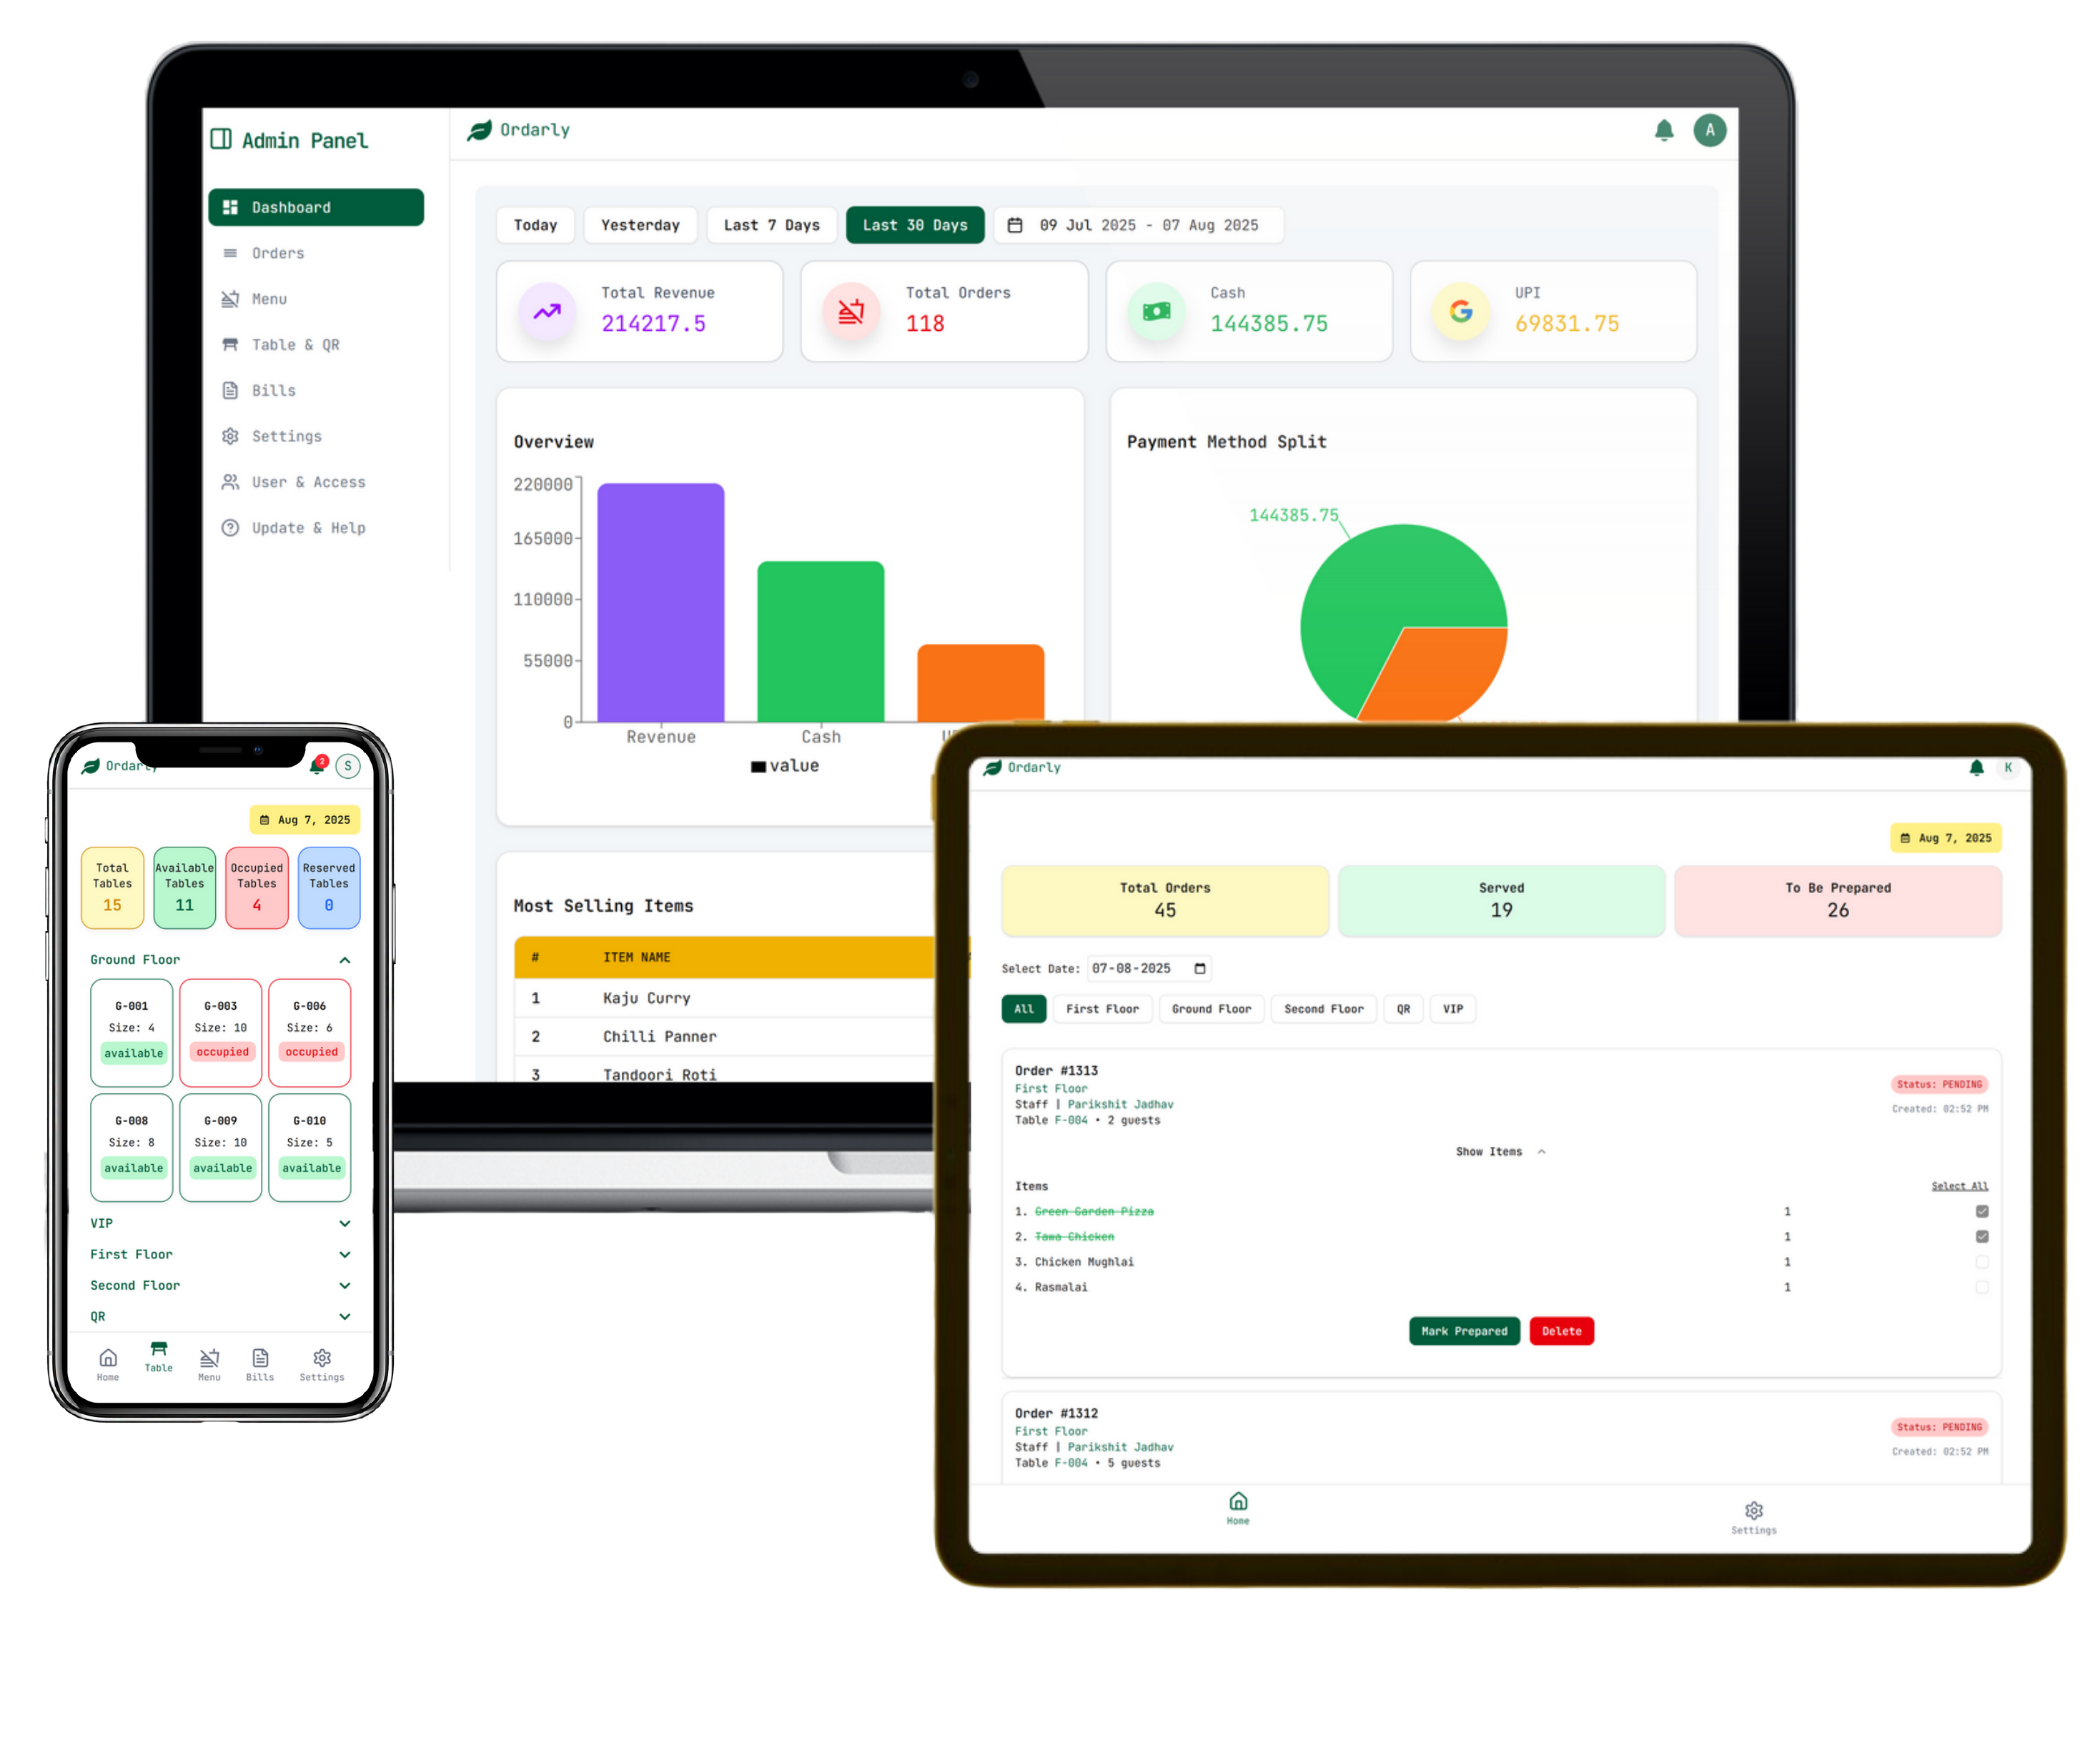 Admin Panel
Dashboard
Orders
Menu
Table & QR
Bills
Settings
User & Access
Update & Help
Ordarly
A
Today
Yesterday
Last 7 Days
Last 30 Days
09 Jul 2025 - 07 Aug 2025
Total Revenue
214217.5
Total Orders
118
Cash
144385.75
UPI
69831.75
Overview
220000
165000
110000
55000
0
Revenue
Cash
value
Payment Method Split
144385.75
Most Selling Items
# ITEM NAME
1 Kaju Curry
2 Chilli Panner
3 Tandoori Roti
Ordarly
2
S
Aug 7, 2025
Total Tables
15
Available Tables
11
Occupied Tables
4
Reserved Tables
0
Ground Floor
G-001
Size: 4
available
G-003
Size: 10
occupied
G-006
Size: 6
occupied
G-008
Size: 8
available
G-009
Size: 10
available
G-010
Size: 5
available
VIP
First Floor
Second Floor
QR
Home
Table
Menu
Bills
Settings
Ordarly
K
Aug 7, 2025
Total Orders
45
Served
19
To Be Prepared
26
Select Date: 07-08-2025
All
First Floor
Ground Floor
Second Floor
QR
VIP
Order #1313
First Floor
Staff | Parikshit Jadhav
Table F-004 • 2 guests
Status: PENDING
Created: 02:52 PM
Show Items
Items
Select All
1. Green Garden Pizza 1
2. Tawa Chicken 1
3. Chicken Mughlai 1
4. Rasmalai 1
Mark Prepared
Delete
Order #1312
First Floor
Staff | Parikshit Jadhav
Table F-004 • 5 guests
Status: PENDING
Created: 02:52 PM
Home
Settings